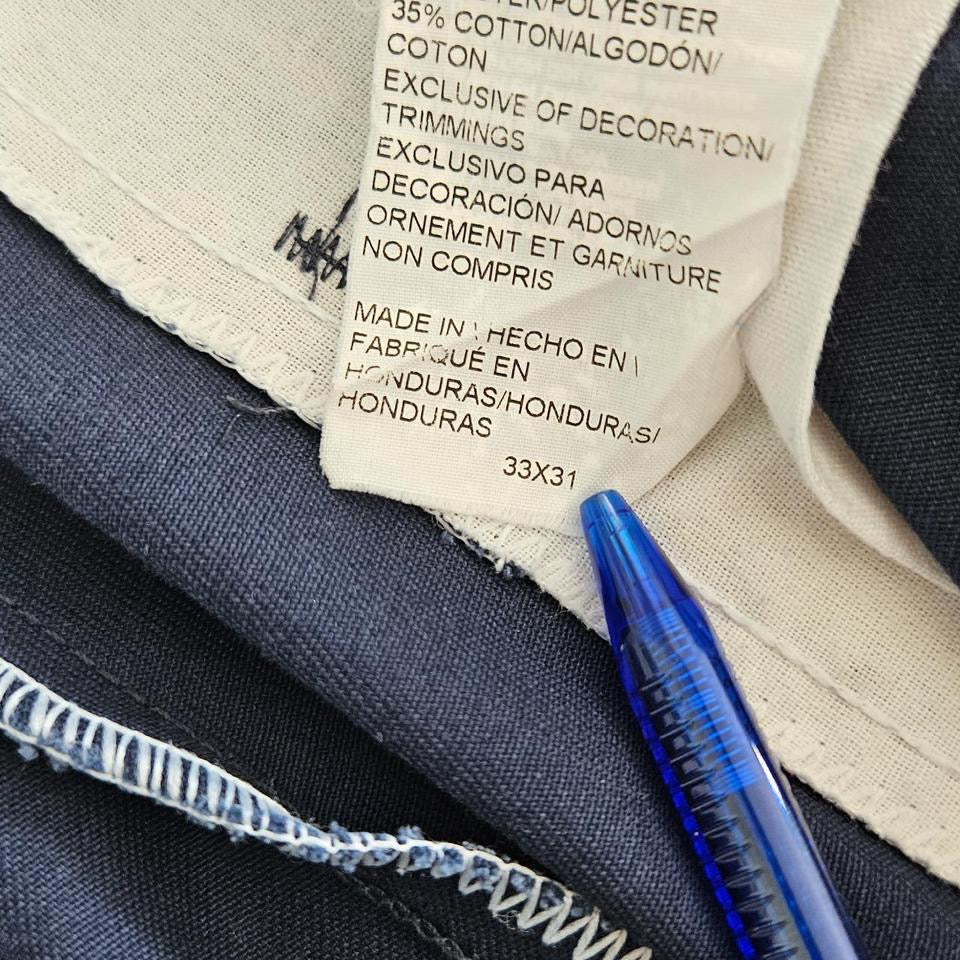 POLYESTER
35% COTTON/ALGODÓN/
COTON
EXCLUSIVE OF DECORATION/
TRIMMINGS
EXCLUSIVO PARA
DECORACIÓN/ ADORNOS
ORNEMENT ET GARNITURE
NON COMPRIS
MADE IN \ HECHO EN \
FABRIQUÉ EN
HONDURAS/HONDURAS/
HONDURAS
33X31